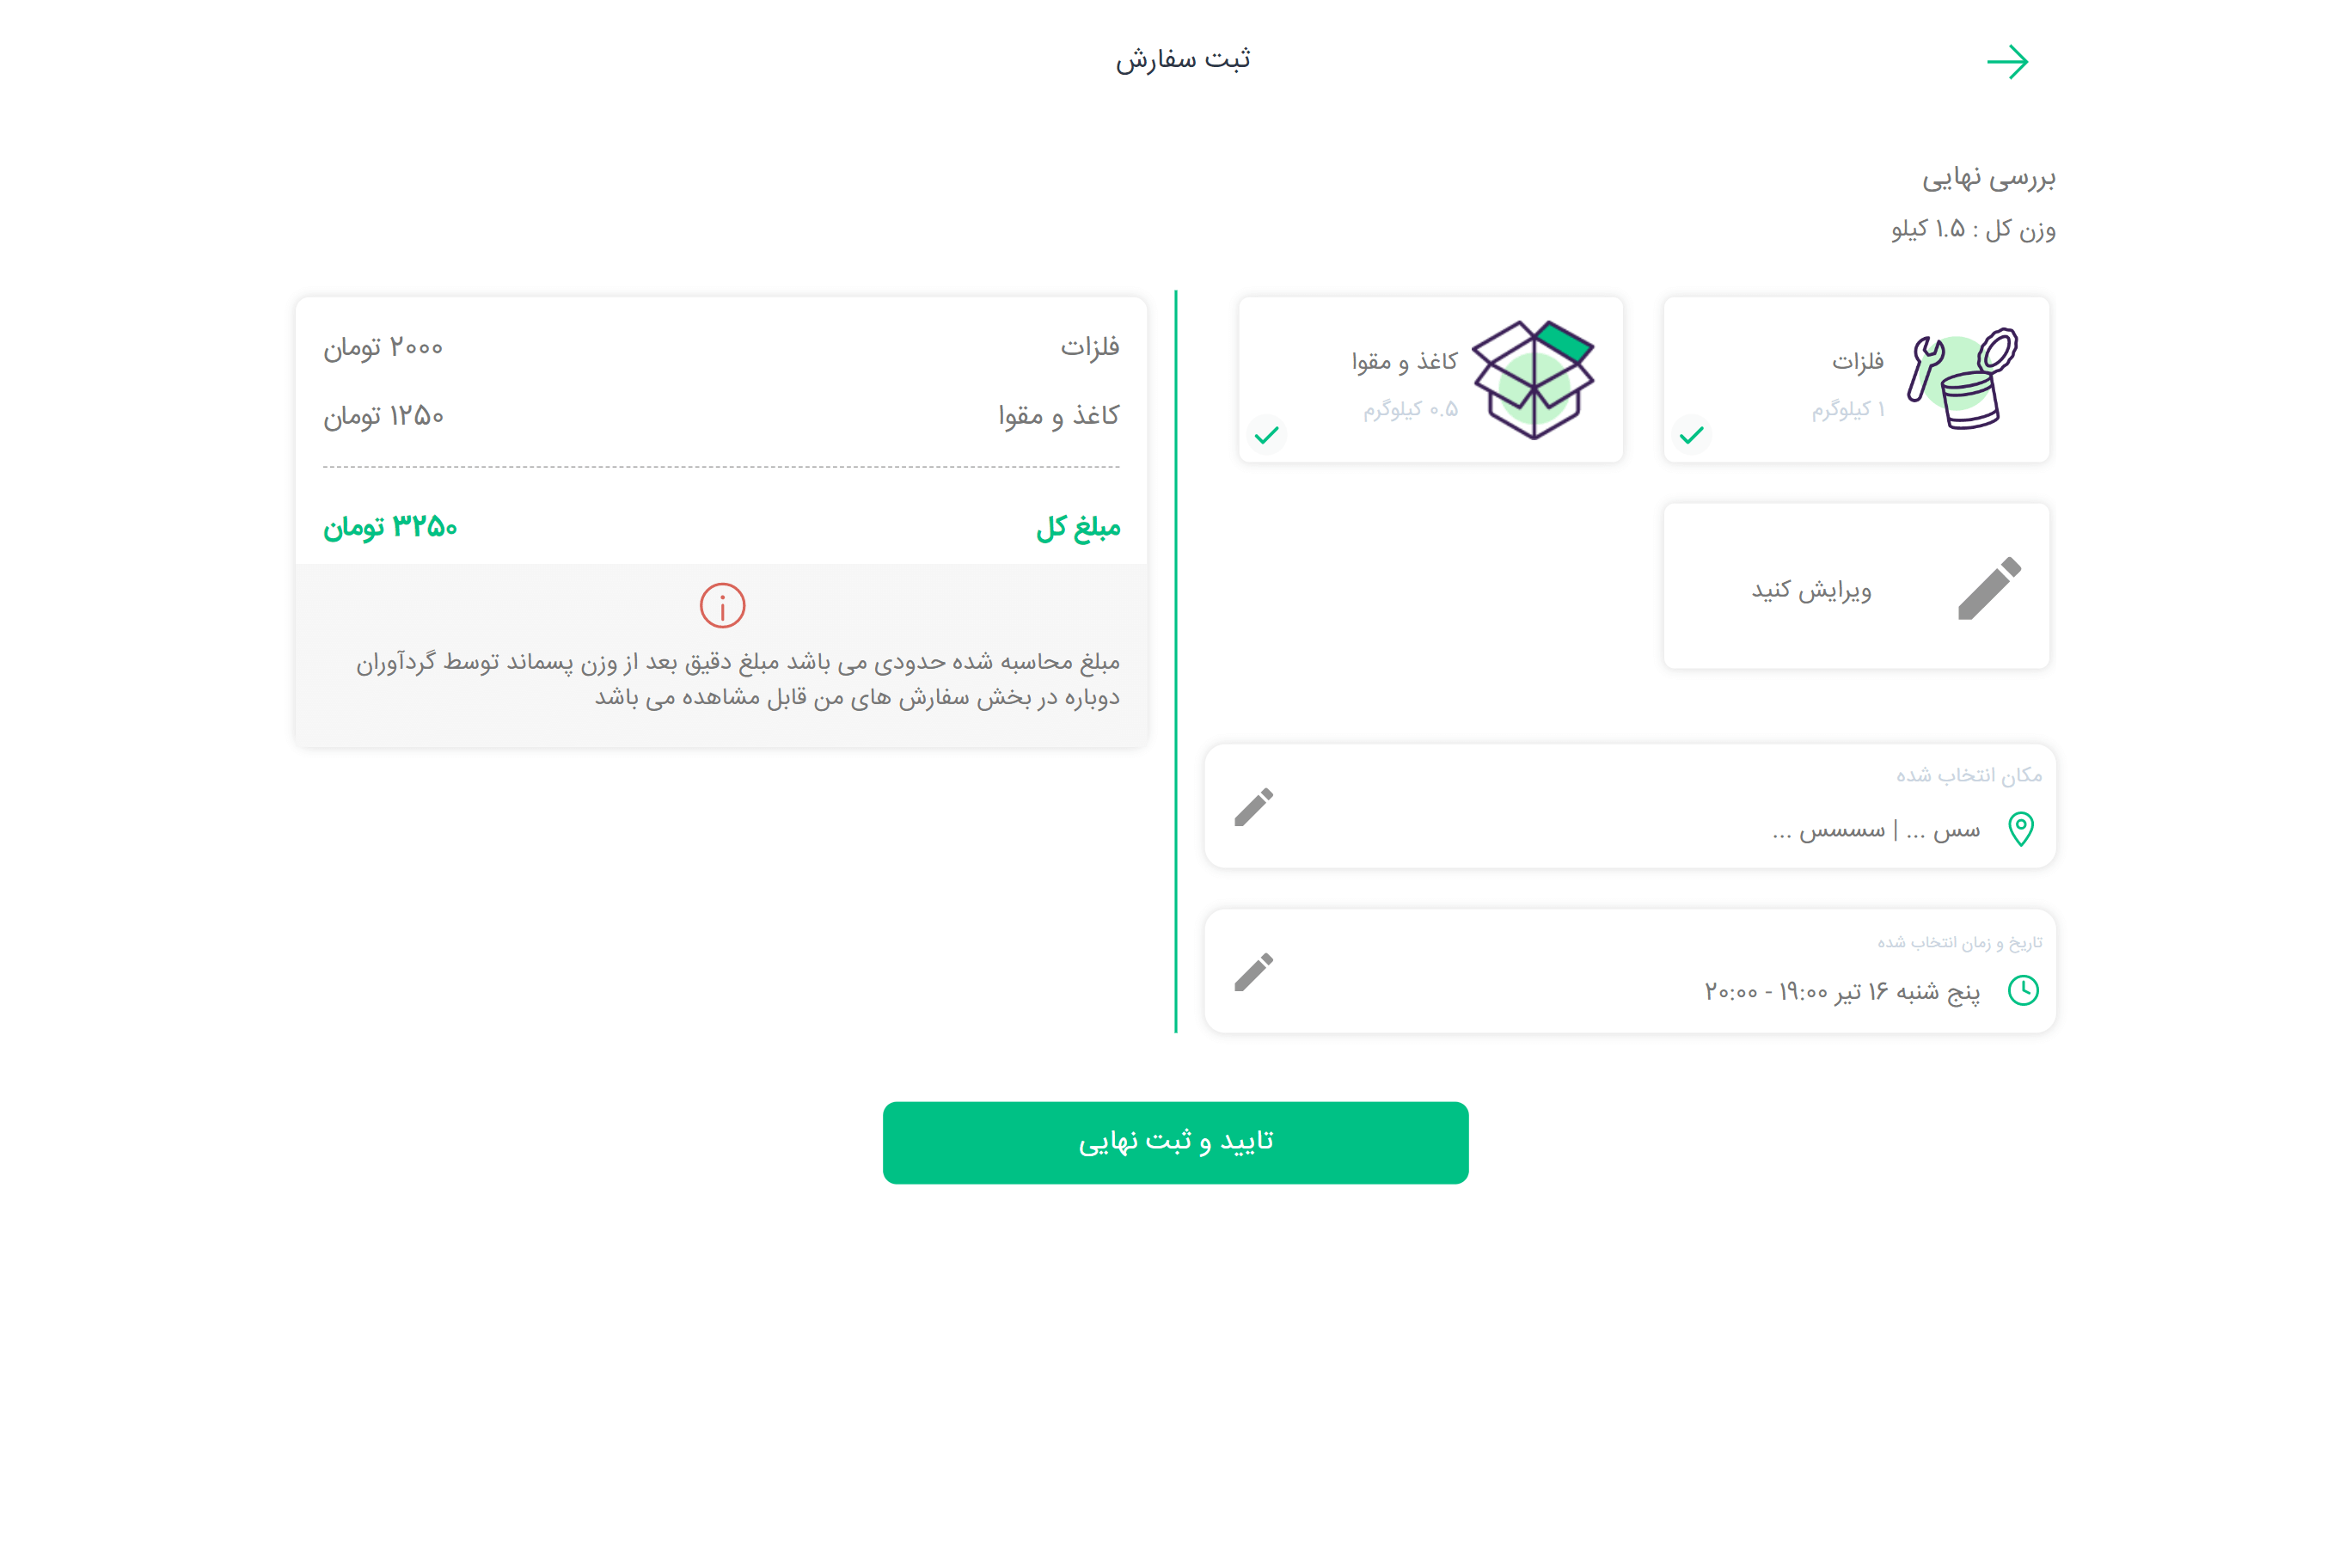 ثبت سفارش
بررسی نهایی
وزن کل : ۱.۵ کیلو
فلزات
۱ کیلوگرم
کاغذ و مقوا
۰.۵ کیلوگرم
ویرایش کنید
مکان انتخاب شده
سس ... | سسسس ...
تاریخ و زمان انتخاب شده
پنج شنبه ۱۶ تیر ۱۹:۰۰ - ۲۰:۰۰
فلزات ۲۰۰۰ تومان
کاغذ و مقوا ۱۲۵۰ تومان
مبلغ کل ۳۲۵۰ تومان
مبلغ محاسبه شده حدودی می باشد مبلغ دقیق بعد از وزن پسماند توسط گردآوران
دوباره در بخش سفارش های من قابل مشاهده می باشد
تایید و ثبت نهایی